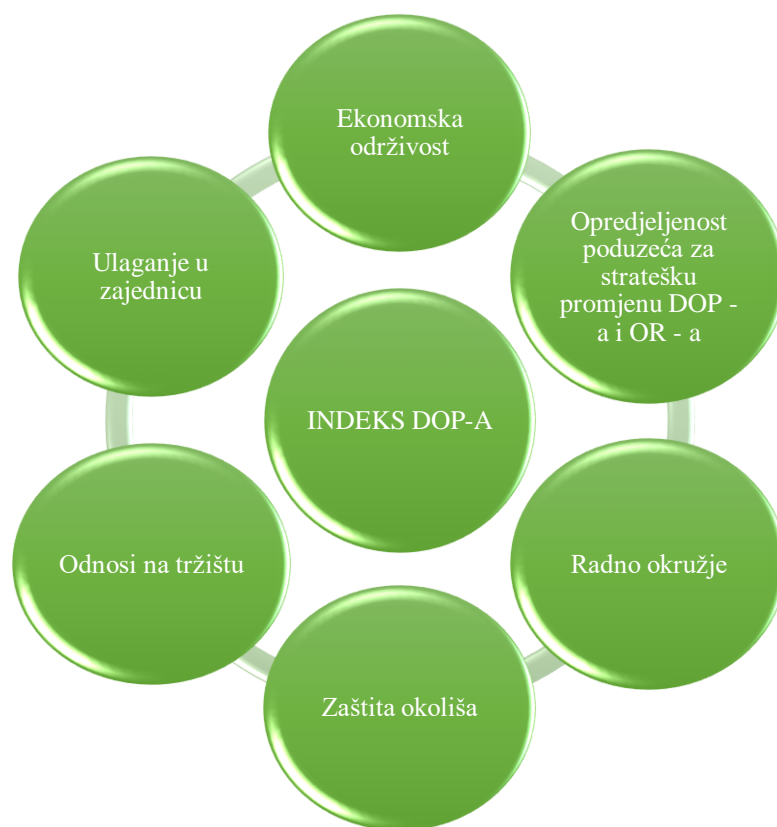 Ekonomska
održivost
Opredjeljenost
poduzeća za
stratešku
promjenu DOP -
a i OR - a
Radno okružje
Zaštita okoliša
Odnosi na tržištu
Ulaganje u
zajednicu
INDEKS DOP-A